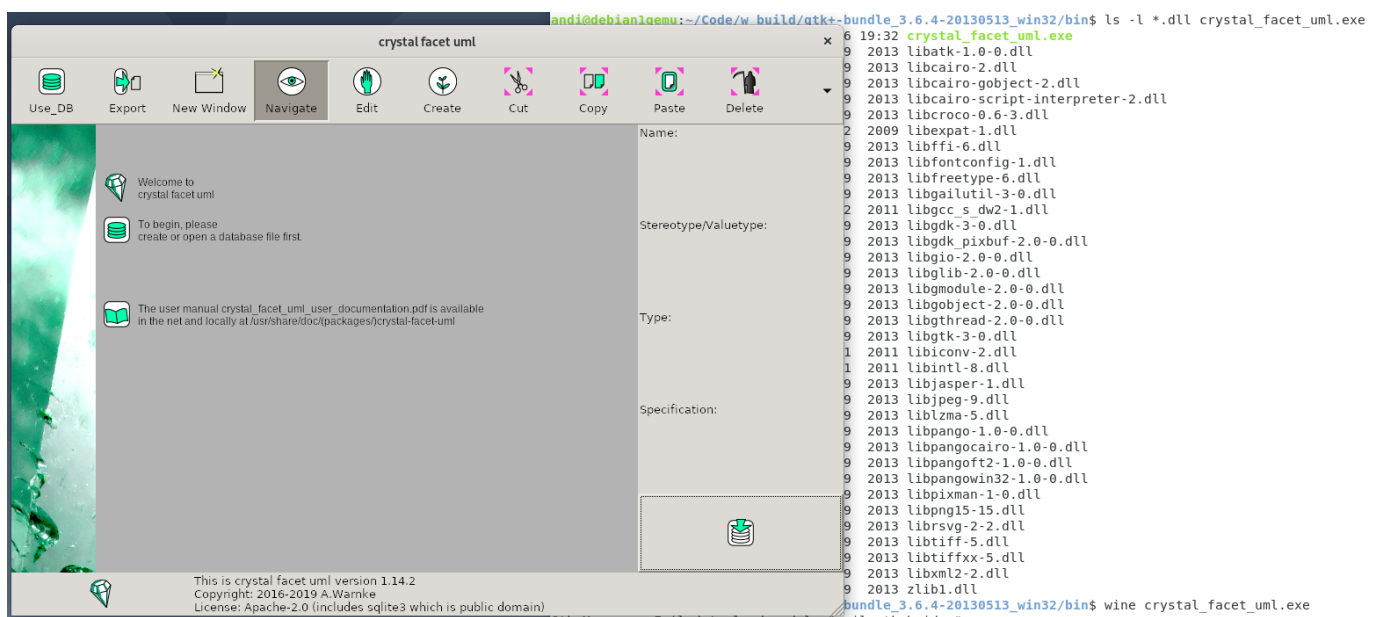 crystal facet uml
×
Use_DB
Export
New Window
Navigate
Edit
Create
Cut
Copy
Paste
Delete
Welcome to
crystal facet uml
To begin, please
create or open a database file first.
The user manual crystal_facet_uml_user_documentation.pdf is available
in the net and locally at /usr/share/doc/(packages/)crystal-facet-uml
Name:
Stereotype/Valuetype:
Type:
Specification:
This is crystal facet uml version 1.14.2
Copyright: 2016-2019 A.Warnke
License: Apache-2.0 (includes sqlite3 which is public domain)
andi@debian1qemu:~/Code/w_build/gtk+-bundle_3.6.4-20130513_win32/bin$ ls -l *.dll crystal_facet_uml.exe
6 19:32 crystal_facet_uml.exe
9 2013 libatk-1.0-0.dll
9 2013 libcairo-2.dll
9 2013 libcairo-gobject-2.dll
9 2013 libcairo-script-interpreter-2.dll
9 2013 libcroco-0.6-3.dll
2 2009 libexpat-1.dll
9 2013 libffi-6.dll
9 2013 libfontconfig-1.dll
9 2013 libfreetype-6.dll
9 2013 libgailutil-3-0.dll
2 2011 libgcc_s_dw2-1.dll
9 2013 libgdk-3-0.dll
9 2013 libgdk_pixbuf-2.0-0.dll
9 2013 libgio-2.0-0.dll
9 2013 libglib-2.0-0.dll
9 2013 libgmodule-2.0-0.dll
9 2013 libgobject-2.0-0.dll
9 2013 libgthread-2.0-0.dll
9 2013 libgtk-3-0.dll
1 2011 libiconv-2.dll
1 2011 libintl-8.dll
9 2013 libjasper-1.dll
9 2013 libjpeg-9.dll
9 2013 liblzma-5.dll
9 2013 libpango-1.0-0.dll
9 2013 libpangocairo-1.0-0.dll
9 2013 libpangoft2-1.0-0.dll
9 2013 libpangowin32-1.0-0.dll
9 2013 libpixman-1-0.dll
9 2013 libpng15-15.dll
9 2013 librsvg-2-2.dll
9 2013 libtiff-5.dll
9 2013 libtiffxx-5.dll
9 2013 libxml2-2.dll
9 2013 zlib1.dll
bundle_3.6.4-20130513_win32/bin$ wine crystal_facet_uml.exe